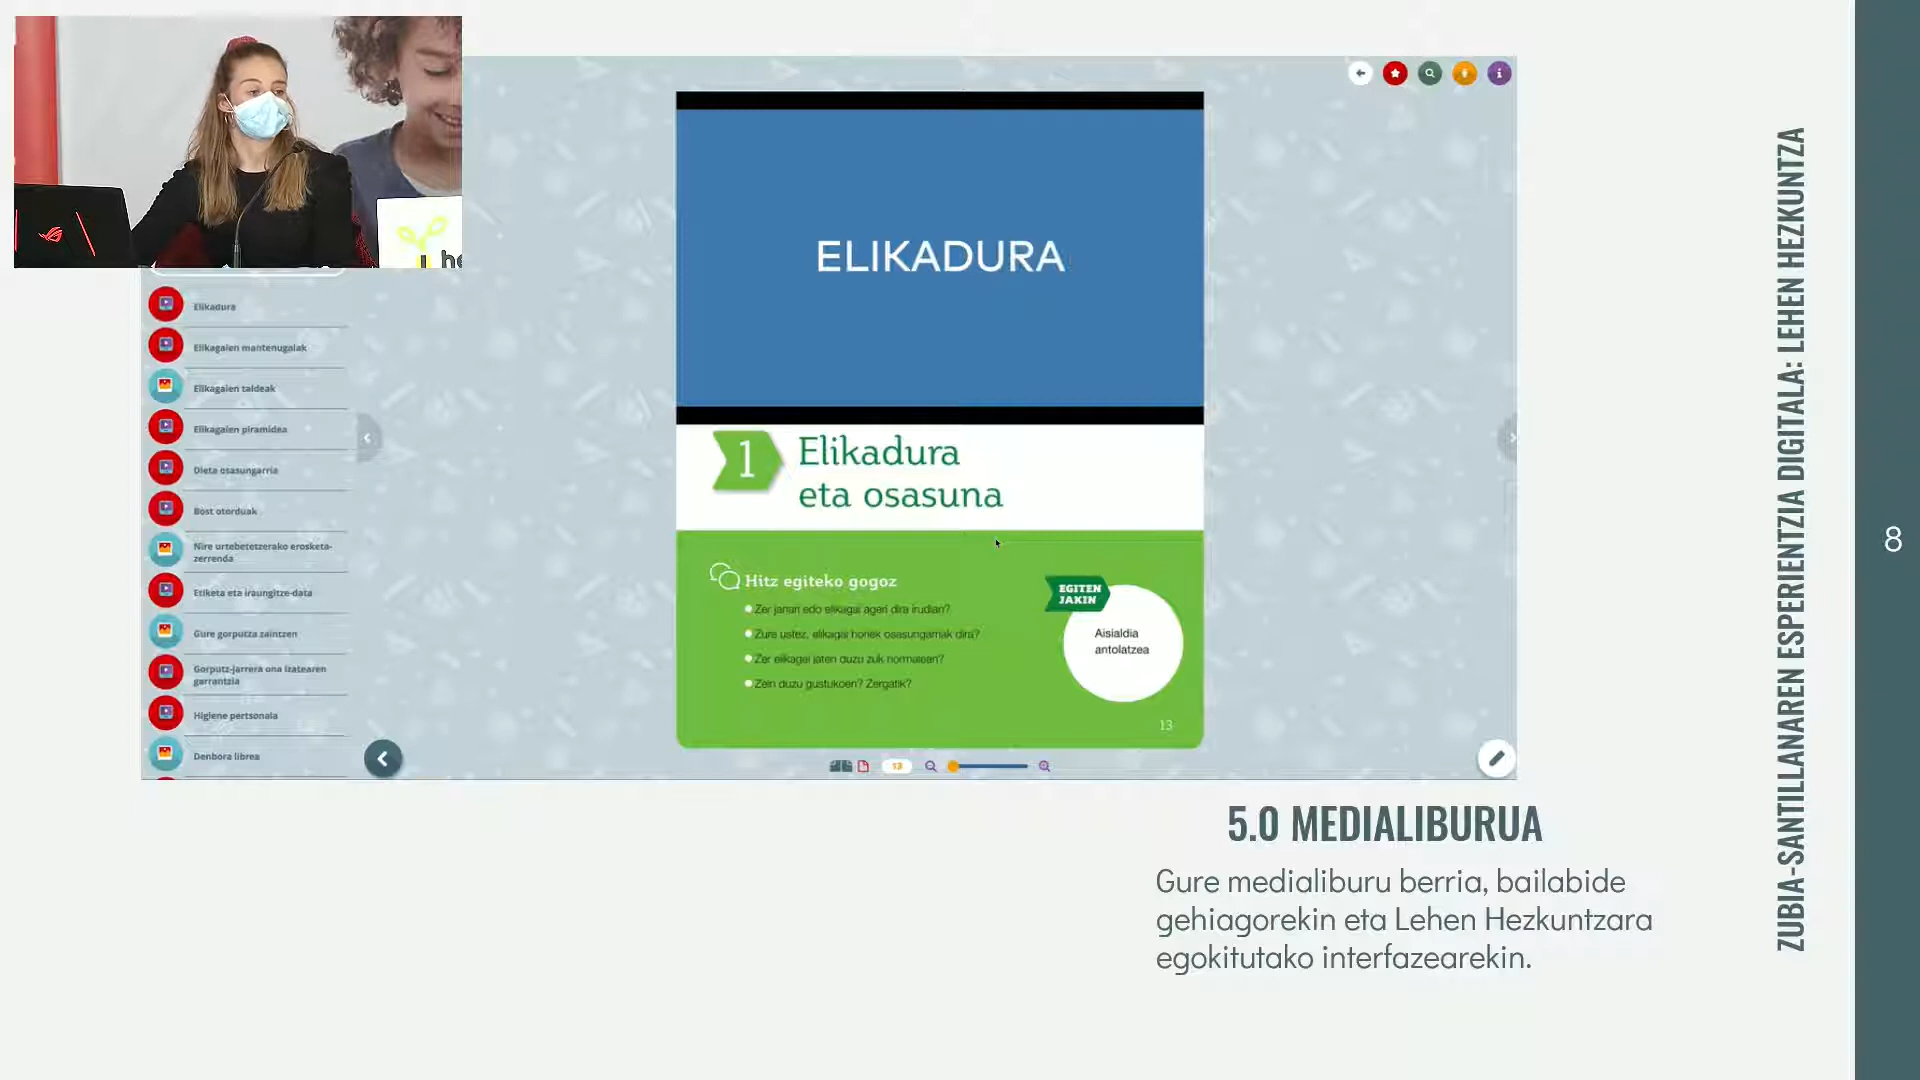 he
ELIKADURA
Elikadura
Elikagaien mantenugaiak
Elikagaien taldeak
Elikagaien piramidea
Dieta osasungarria
Bost otorduak
Nire urtebetetzerako erosketa-
zerrenda
Etiketa eta iraungitze-data
Gure gorputza zaintzen
Gorputz-jarrera ona izatearen
garrantzia
Higiene pertsonala
Denbora librea
1
Elikadura
eta osasuna
Hitz egiteko gogoz
Zer janari edo elikagai ageri dira irudian?
Zure ustez, elikagai horiek osasungarriak dira?
Zer elikagai jaten duzu zuk normalean?
Zein duzu gustukoen? Zergatik?
EGITEN
JAKIN
Aisialdia
antolatzea
13
13
5.0 MEDIALIBURUA
Gure medialiburu berria, bailabide
gehiagorekin eta Lehen Hezkuntzara
egokitutako interfazearekin.
ZUBIA-SANTILLANAREN ESPERIENTZIA DIGITALA: LEHEN HEZKUNTZA
8